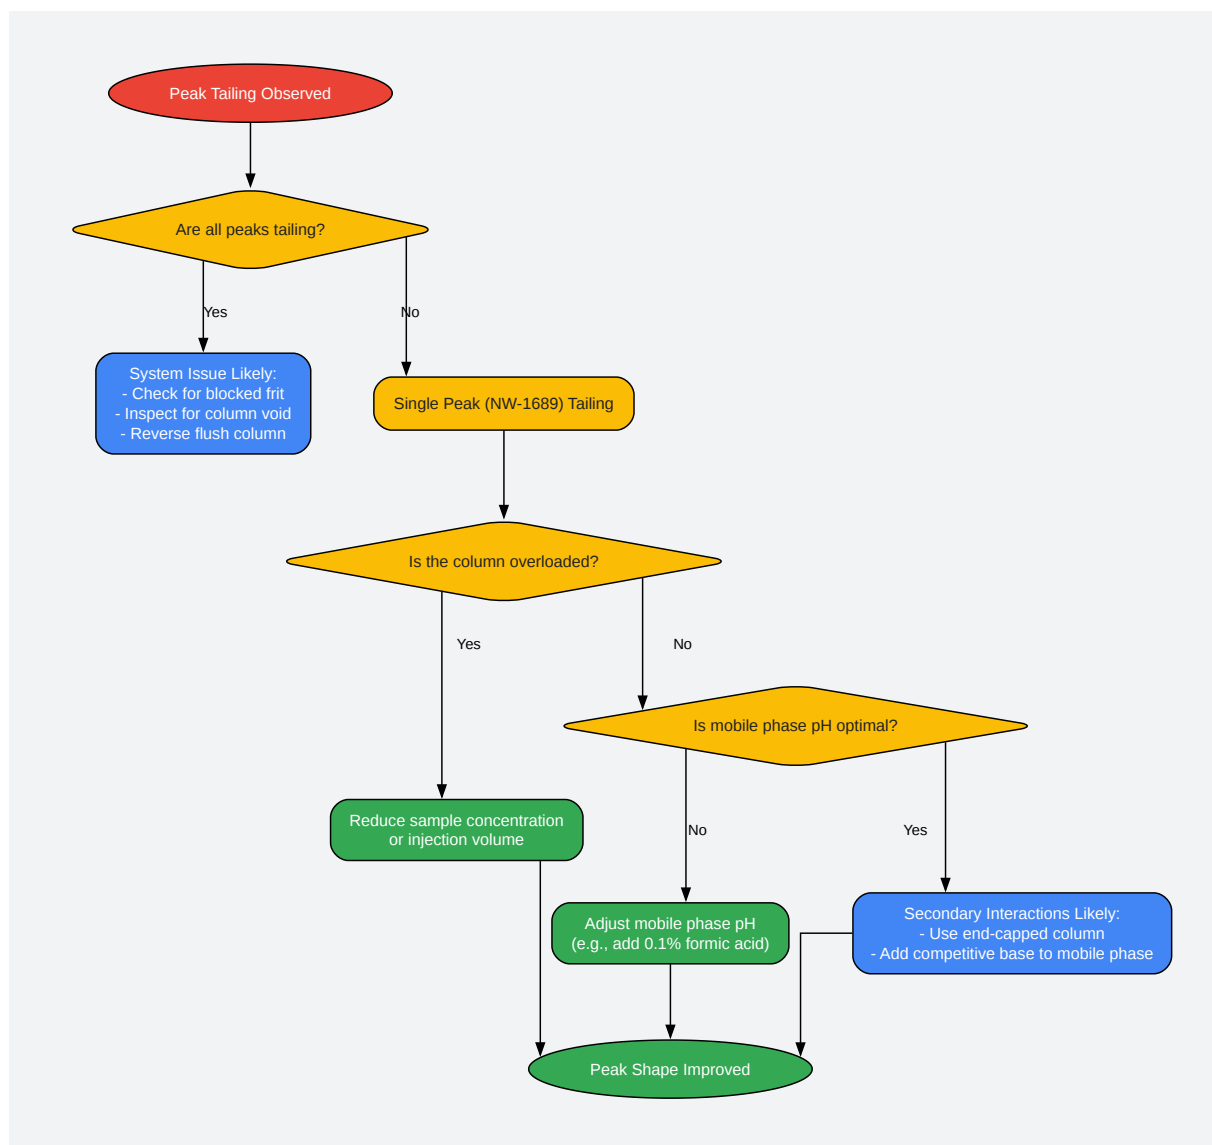 Peak Tailing Observed
Are all peaks tailing?
Yes
No
System Issue Likely:
- Check for blocked frit
- Inspect for column void
- Reverse flush column
Single Peak (NW-1689) Tailing
Is the column overloaded?
Yes
No
Is mobile phase pH optimal?
Reduce sample concentration
or injection volume
No
Yes
Adjust mobile phase pH
(e.g., add 0.1% formic acid)
Secondary Interactions Likely:
- Use end-capped column
- Add competitive base to mobile phase
Peak Shape Improved